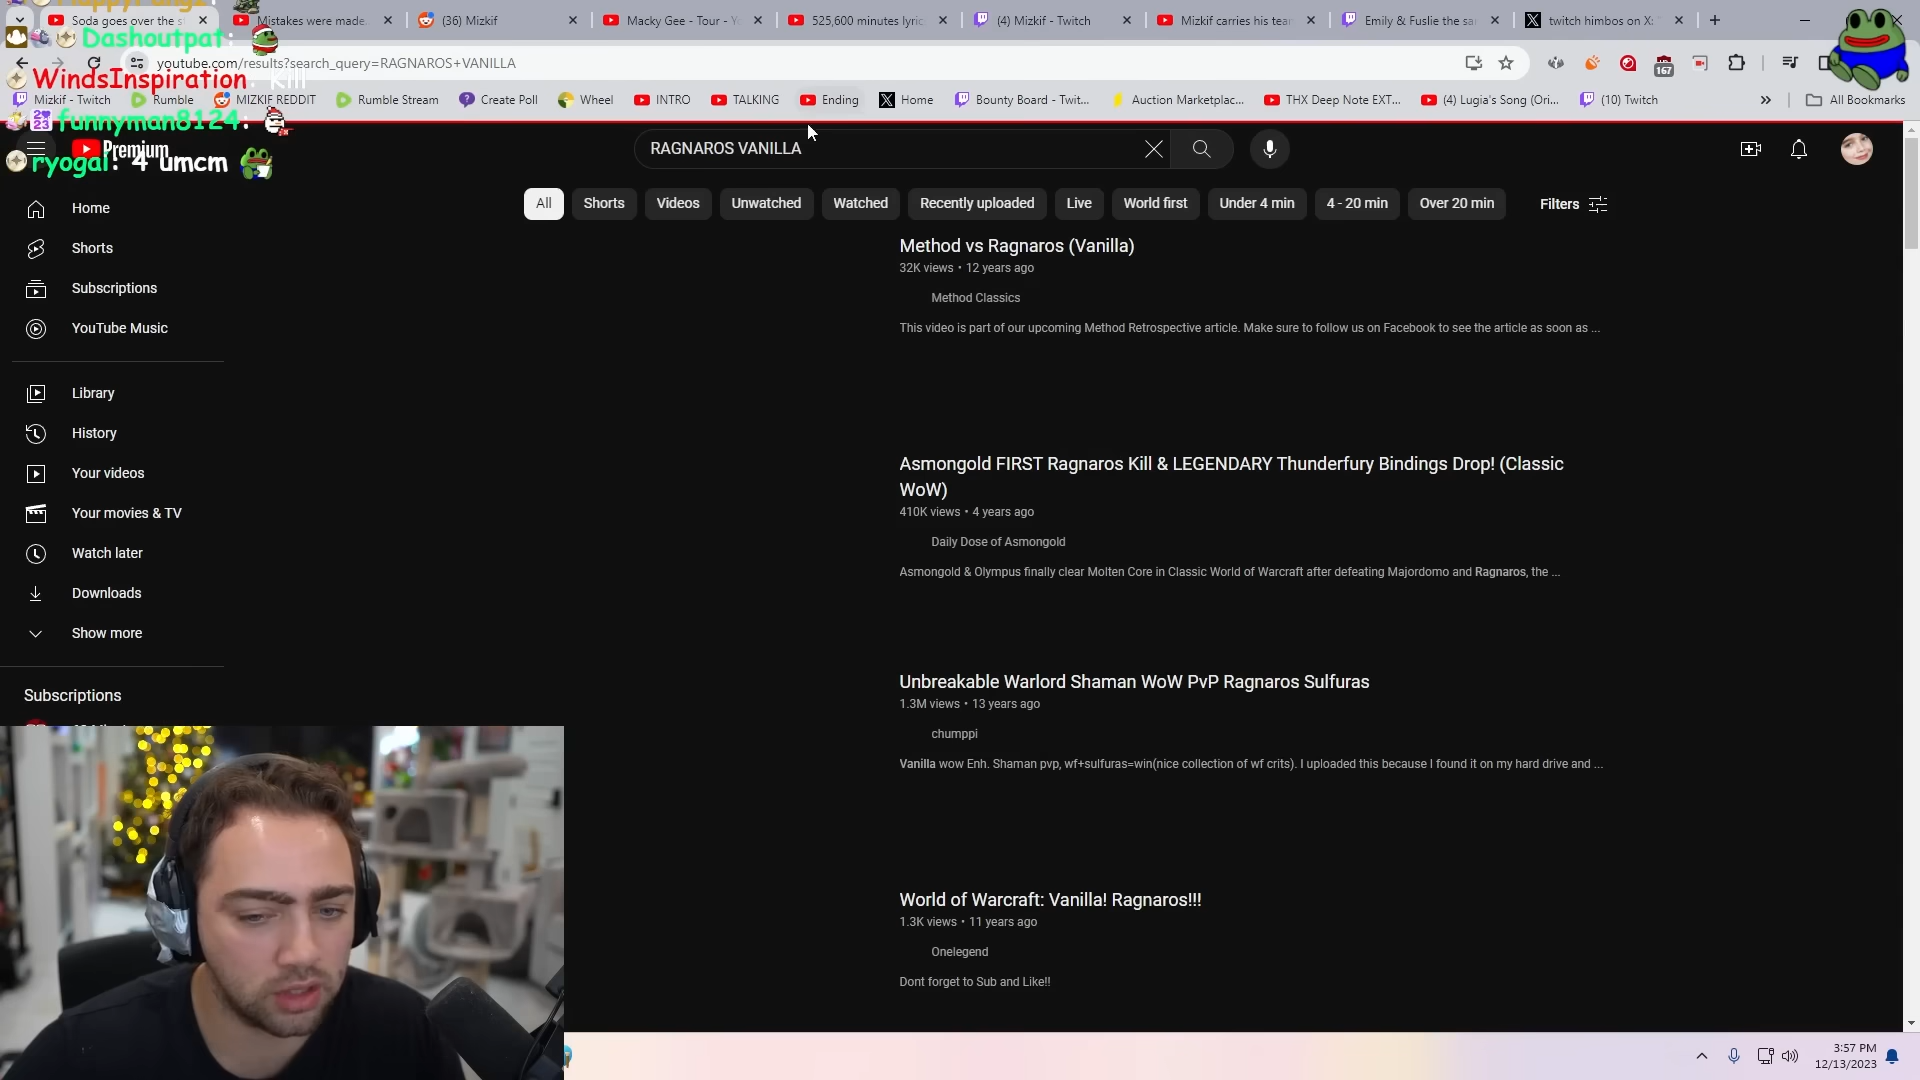 Soda goes over the s
Mistakes were made.
(36) Mizkif
Macky Gee - Tour - Yo
525,600 minutes lyric
(4) Mizkif - Twitch
Mizkif carries his tear
Emily & Fuslie the sa
twitch himbos on X:
Dashoutpat:
youtube.com/results?search_query=RAGNAROS+VANILLA
167
WindsInspiration: kill
Mizkif - Twitch
Rumble
MIZKIF REDDIT
Rumble Stream
Create Poll
Wheel
INTRO
TALKING
Ending
Home
Bounty Board - Twit...
Auction Marketplac...
THX Deep Note EXT...
(4) Lugia's Song (Ori...
(10) Twitch
All Bookmarks
funnyman8124:
Premium
RAGNAROS VANILLA
ryogai: 4 umcm
All
Shorts
Videos
Unwatched
Watched
Recently uploaded
Live
World first
Under 4 min
4 - 20 min
Over 20 min
Filters
Home
Shorts
Subscriptions
YouTube Music
Library
History
Your videos
Your movies & TV
Watch later
Downloads
Show more
Subscriptions
Method vs Ragnaros (Vanilla)
32K views • 12 years ago
Method Classics
This video is part of our upcoming Method Retrospective article. Make sure to follow us on Facebook to see the article as soon as ...
Asmongold FIRST Ragnaros Kill & LEGENDARY Thunderfury Bindings Drop! (Classic
WoW)
410K views • 4 years ago
Daily Dose of Asmongold
Asmongold & Olympus finally clear Molten Core in Classic World of Warcraft after defeating Majordomo and Ragnaros, the ...
Unbreakable Warlord Shaman WoW PvP Ragnaros Sulfuras
1.3M views • 13 years ago
chumppi
Vanilla wow Enh. Shaman pvp, wf+sulfuras=win(nice collection of wf crits). I uploaded this because I found it on my hard drive and ...
World of Warcraft: Vanilla! Ragnaros!!!
1.3K views • 11 years ago
Onelegend
Dont forget to Sub and Like!!
3:57 PM
12/13/2023